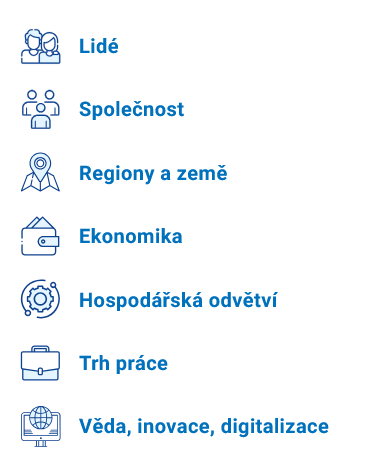 Lidé
Společnost
Regiony a země
Ekonomika
Hospodářská odvětví
Trh práce
Věda, inovace, digitalizace